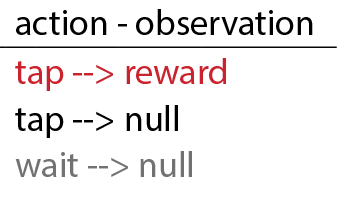 action - observation
tap --> reward
tap --> null
wait --> null